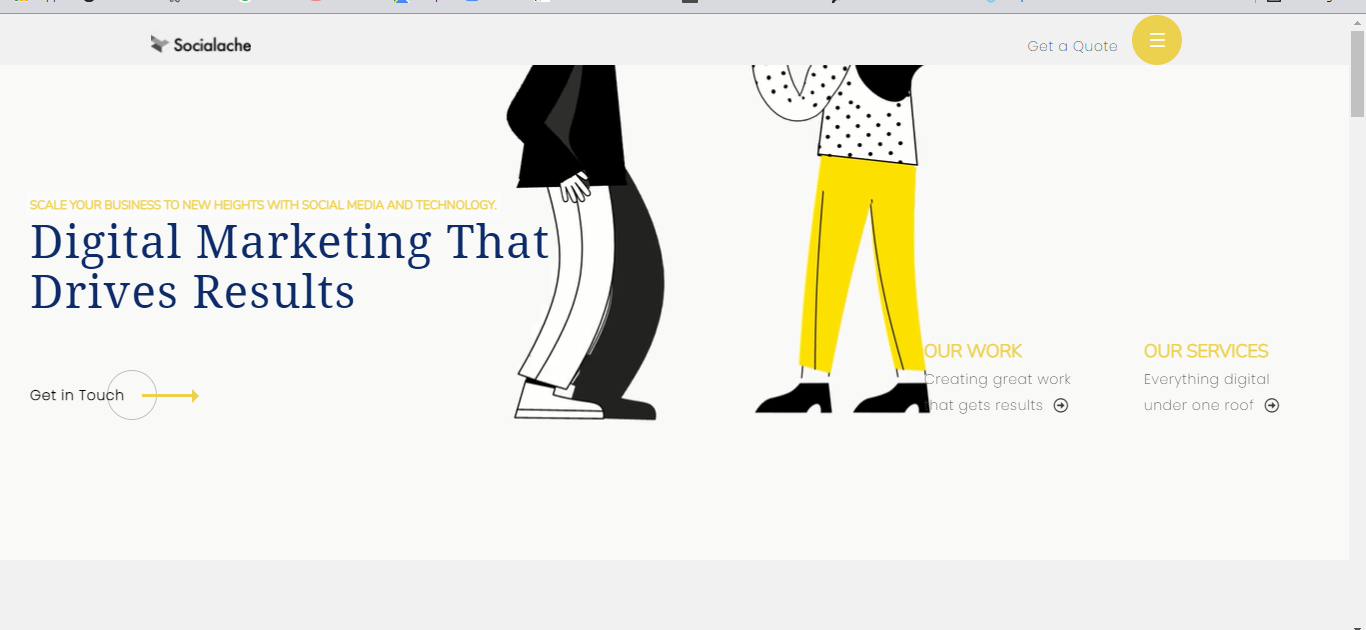 Socialache
Get a Quote
SCALE YOUR BUSINESS TO NEW HEIGHTS WITH SOCIAL MEDIA AND TECHNOLOGY.
Digital Marketing That
Drives Results
Get in Touch
OUR WORK
Creating great work
that gets results
OUR SERVICES
Everything digital
under one roof